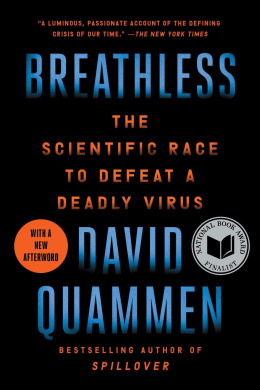 "A LUMINOUS, PASSIONATE ACCOUNT OF THE DEFINING
CRISIS OF OUR TIME." —THE NEW YORK TIMES
BREATHLESS
THE
SCIENTIFIC RACE
TO DEFEAT A
DEADLY VIRUS
WITH A
NEW
AFTERWORD
NATIONAL BOOK AWARD
FINALIST
DAVID
QUAMMEN
BESTSELLING AUTHOR OF
SPILLOVER